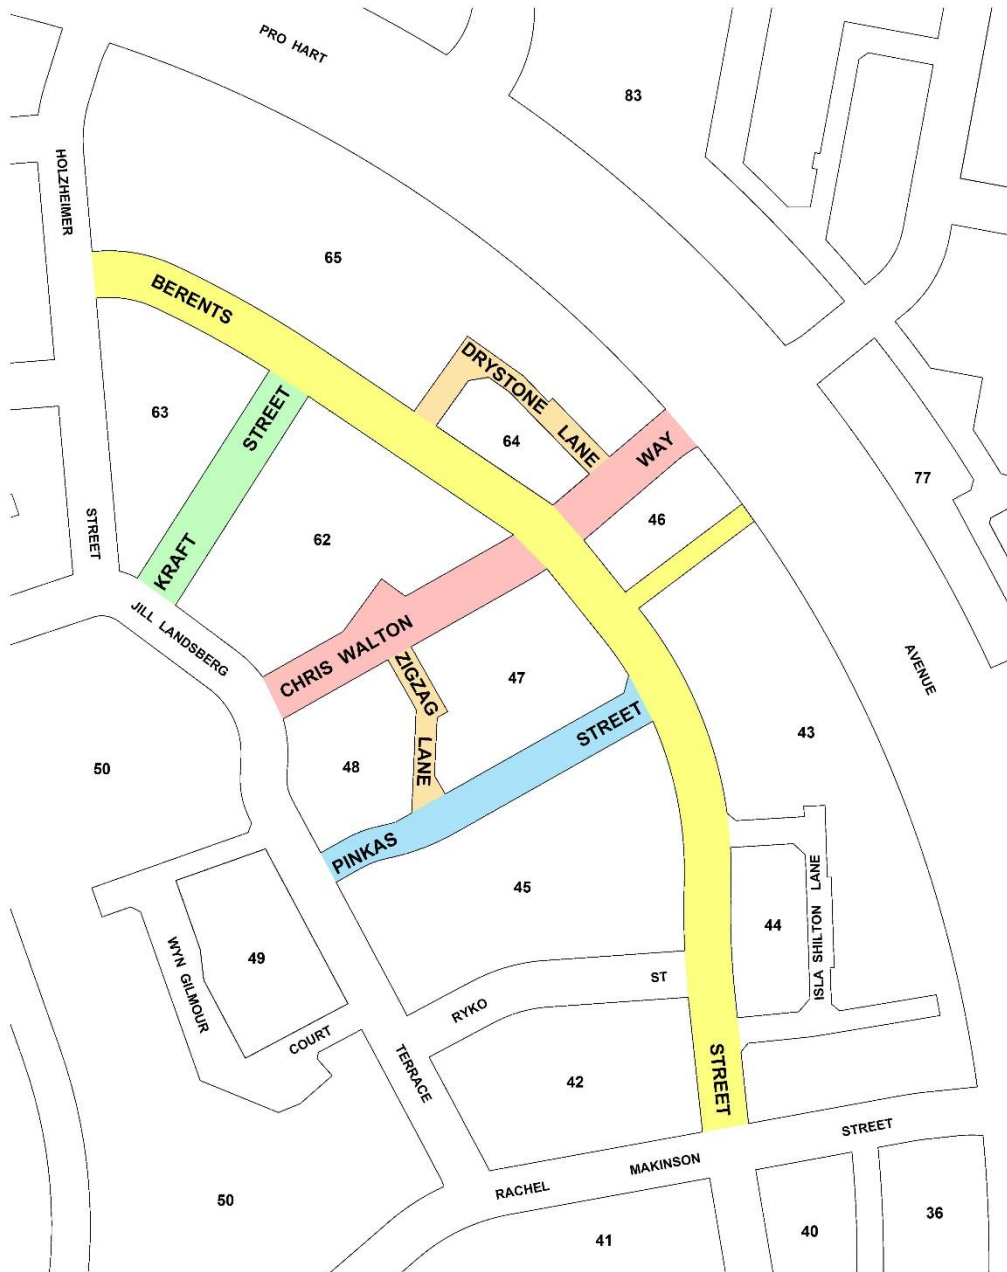 PRO HART
83
HOLZHEIMER
65
BERENTS
DRYSTONE
LANE
63
STREET
64
WAY
77
46
STREET
62
KRAFT
JILL LANDSBERG
CHRIS WALTON
ZIGZAG
LANE
47
AVENUE
STREET
43
50
48
PINKAS
45
ISLA SHILTON LANE
44
WYN GILMOUR
49
ST
RYKO
COURT
TERRACE
42
STREET
STREET
MAKINSON
RACHEL
50
41
40
36